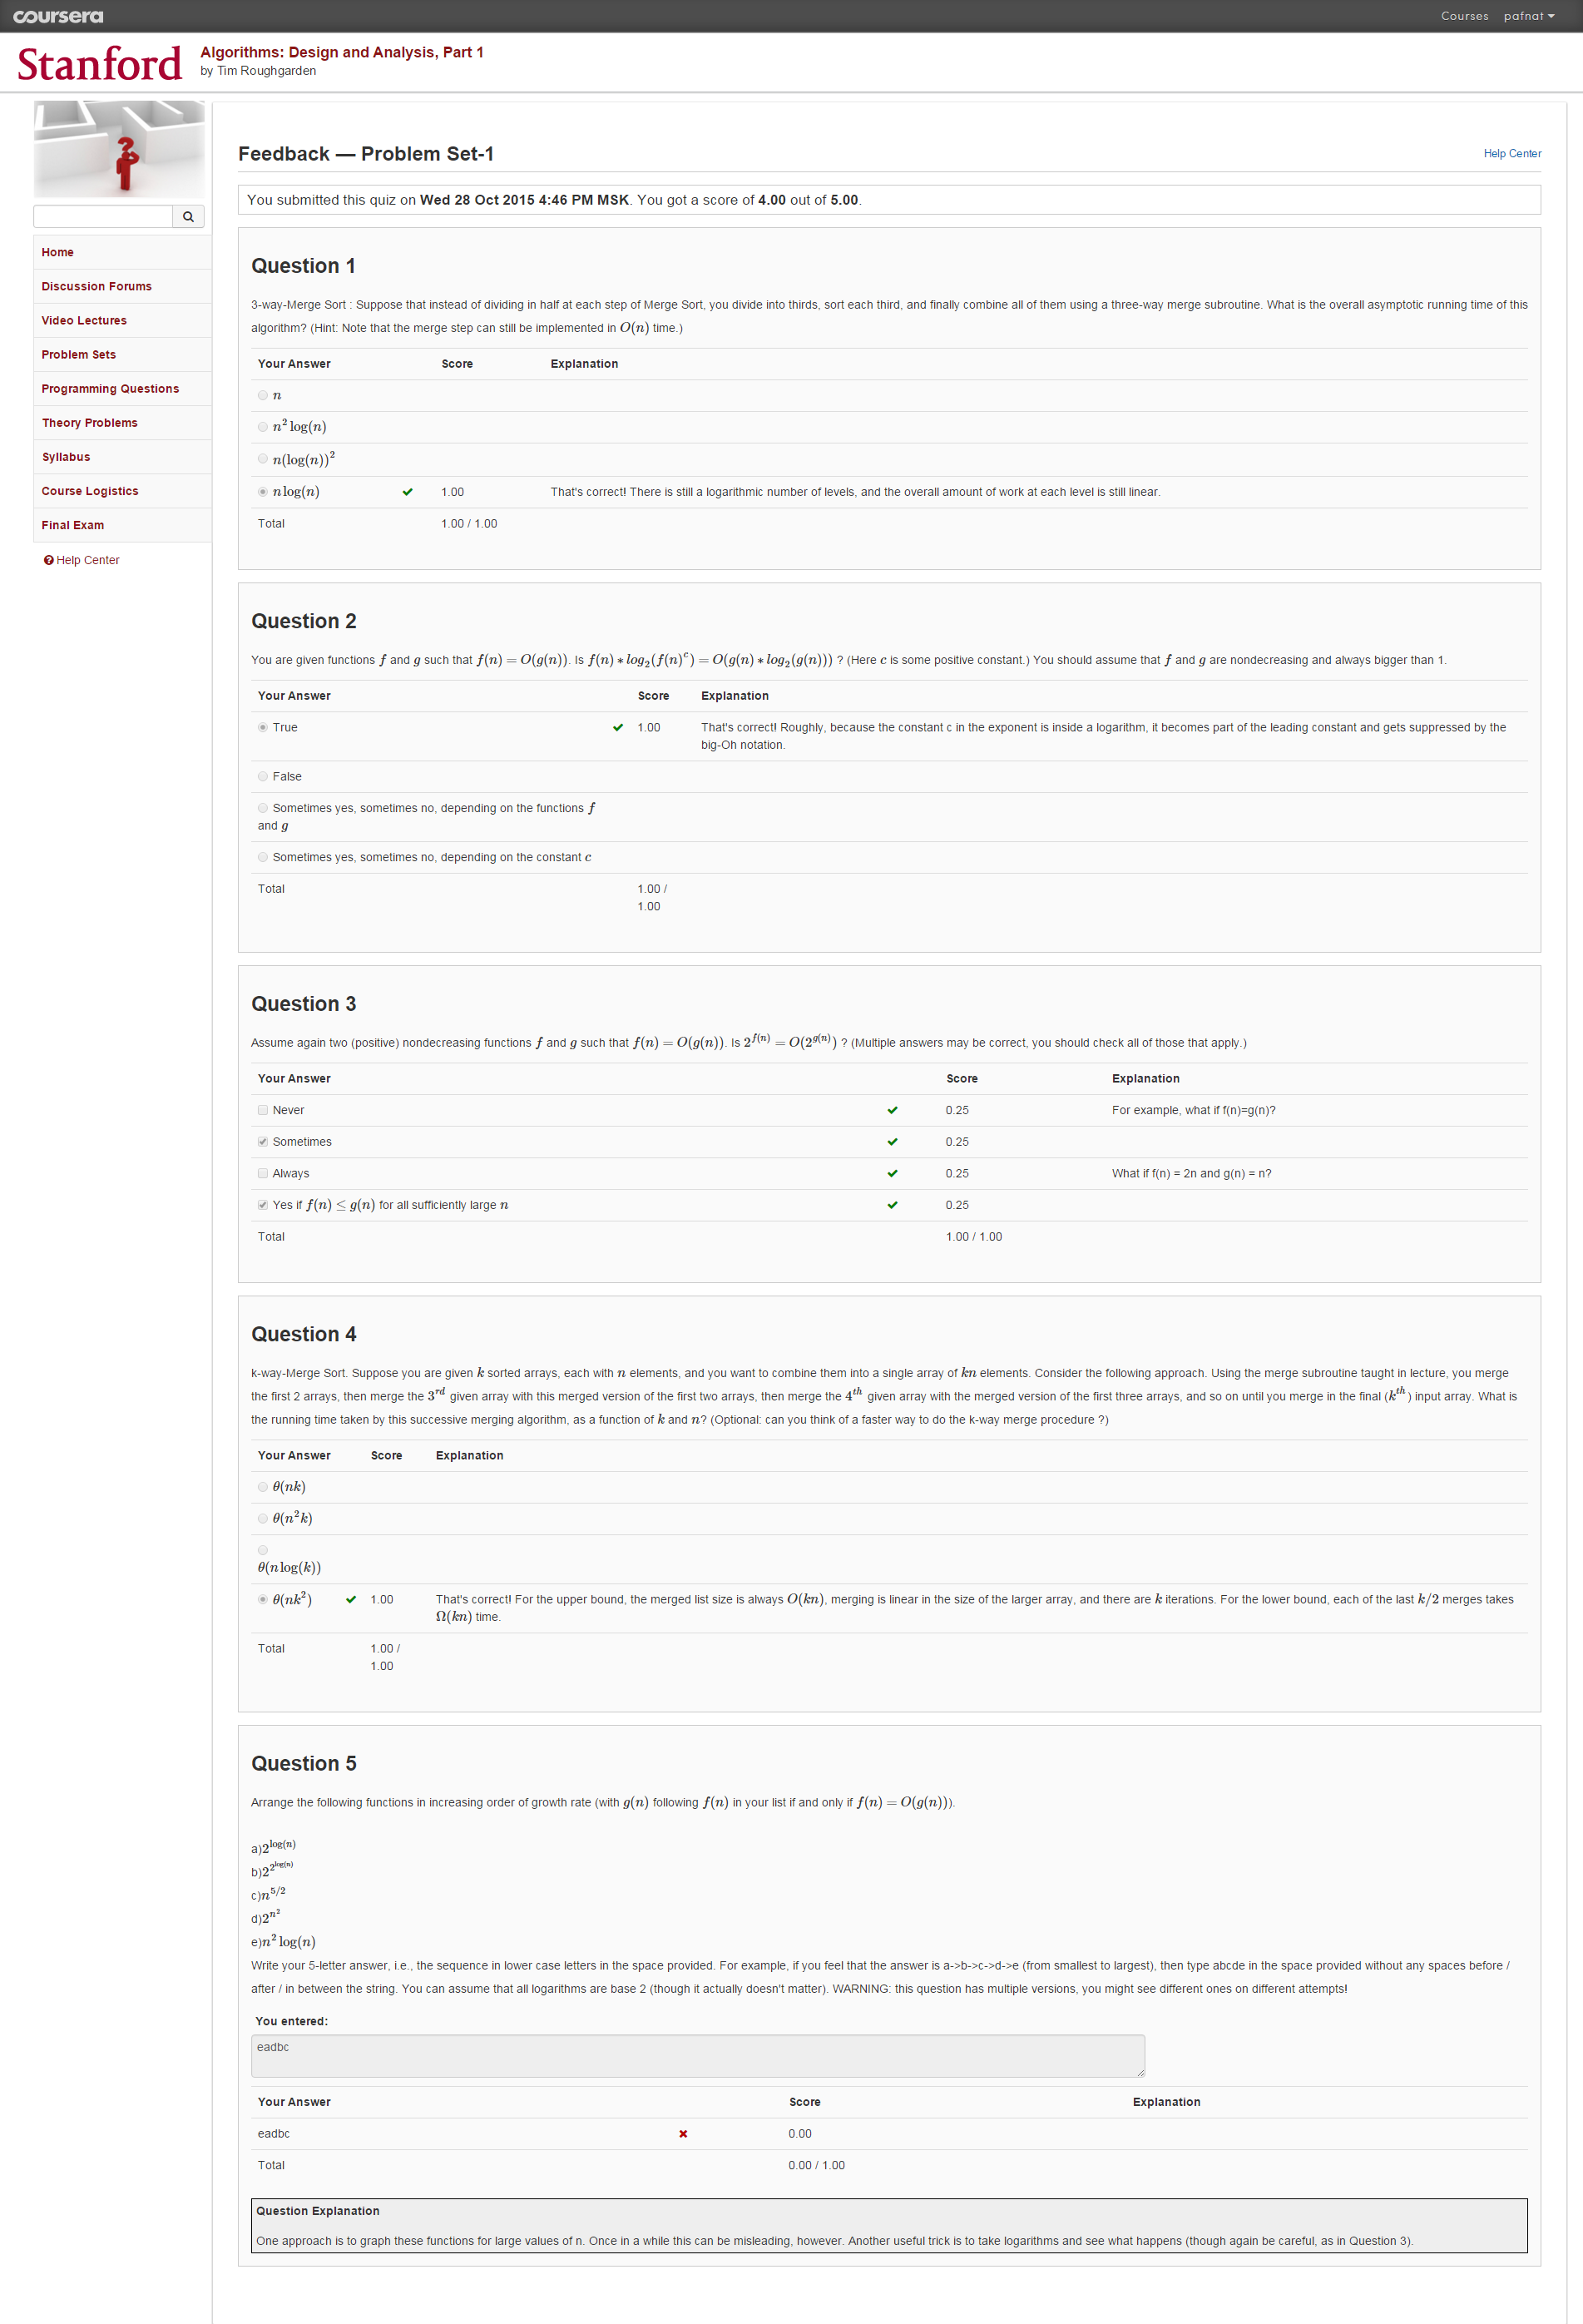 coursera
Courses pafnat
Stanford
Algorithms: Design and Analysis, Part 1
by Tim Roughgarden
Home
Discussion Forums
Video Lectures
Problem Sets
Programming Questions
Theory Problems
Syllabus
Course Logistics
Final Exam
Help Center
Feedback — Problem Set-1
Help Center
You submitted this quiz on Wed 28 Oct 2015 4:46 PM MSK. You got a score of 4.00 out of 5.00.
Question 1
3-way-Merge Sort : Suppose that instead of dividing in half at each step of Merge Sort, you divide into thirds, sort each third, and finally combine all of them using a three-way merge subroutine. What is the overall asymptotic running time of this
algorithm? (Hint: Note that the merge step can still be implemented in O(n) time.)
Your Answer Score Explanation
n
n² log(n)
n(log(n))²
n log(n) ✔ 1.00 That's correct! There is still a logarithmic number of levels, and the overall amount of work at each level is still linear.
Total 1.00 / 1.00
Question 2
You are given functions f and g such that f(n) = O(g(n)). Is f(n) ∗ log₂(f(n)^c) = O(g(n) ∗ log₂(g(n))) ? (Here c is some positive constant.) You should assume that f and g are nondecreasing and always bigger than 1.
Your Answer Score Explanation
True ✔ 1.00 That's correct! Roughly, because the constant c in the exponent is inside a logarithm, it becomes part of the leading constant and gets suppressed by the
big-Oh notation.
False
Sometimes yes, sometimes no, depending on the functions f
and g
Sometimes yes, sometimes no, depending on the constant c
Total 1.00 /
1.00
Question 3
Assume again two (positive) nondecreasing functions f and g such that f(n) = O(g(n)). Is 2^f(n) = O(2^g(n)) ? (Multiple answers may be correct, you should check all of those that apply.)
Your Answer Score Explanation
Never ✔ 0.25 For example, what if f(n)=g(n)?
Sometimes ✔ 0.25
Always ✔ 0.25 What if f(n) = 2n and g(n) = n?
Yes if f(n) ≤ g(n) for all sufficiently large n ✔ 0.25
Total 1.00 / 1.00
Question 4
k-way-Merge Sort. Suppose you are given k sorted arrays, each with n elements, and you want to combine them into a single array of kn elements. Consider the following approach. Using the merge subroutine taught in lecture, you merge
the first 2 arrays, then merge the 3^rd given array with this merged version of the first two arrays, then merge the 4^th given array with the merged version of the first three arrays, and so on until you merge in the final (k^th) input array. What is
the running time taken by this successive merging algorithm, as a function of k and n? (Optional: can you think of a faster way to do the k-way merge procedure ?)
Your Answer Score Explanation
θ(nk)
θ(n²k)
θ(n log(k))
θ(nk²) ✔ 1.00 That's correct! For the upper bound, the merged list size is always O(kn), merging is linear in the size of the larger array, and there are k iterations. For the lower bound, each of the last k/2 merges takes
Ω(kn) time.
Total 1.00 /
1.00
Question 5
Arrange the following functions in increasing order of growth rate (with g(n) following f(n) in your list if and only if f(n) = O(g(n))).
a)2^log(n)
b)2^2^log(n)
c)n^5/2
d)2^n²
e)n² log(n)
Write your 5-letter answer, i.e., the sequence in lower case letters in the space provided. For example, if you feel that the answer is a->b->c->d->e (from smallest to largest), then type abcde in the space provided without any spaces before /
after / in between the string. You can assume that all logarithms are base 2 (though it actually doesn't matter). WARNING: this question has multiple versions, you might see different ones on different attempts!
You entered:
eadbc
Your Answer Score Explanation
eadbc ✖ 0.00
Total 0.00 / 1.00
Question Explanation
One approach is to graph these functions for large values of n. Once in a while this can be misleading, however. Another useful trick is to take logarithms and see what happens (though again be careful, as in Question 3).